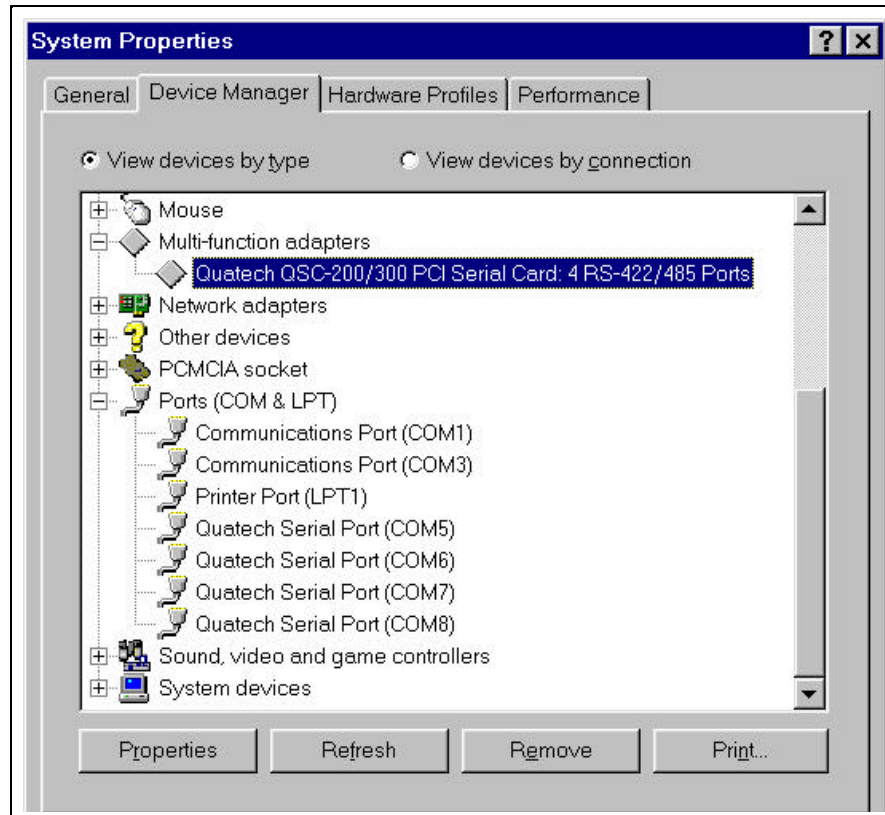 System Properties
General Device Manager Hardware Profiles Performance
View devices by type View devices by connection
Mouse
Multi-function adapters
Quatech QSC-200/300 PCI Serial Card: 4 RS-422/485 Ports
Network adapters
Other devices
PCMCIA socket
Ports (COM & LPT)
Communications Port (COM1)
Communications Port (COM3)
Printer Port (LPT1)
Quatech Serial Port (COM5)
Quatech Serial Port (COM6)
Quatech Serial Port (COM7)
Quatech Serial Port (COM8)
Sound, video and game controllers
System devices
Properties Refresh Remove Print...